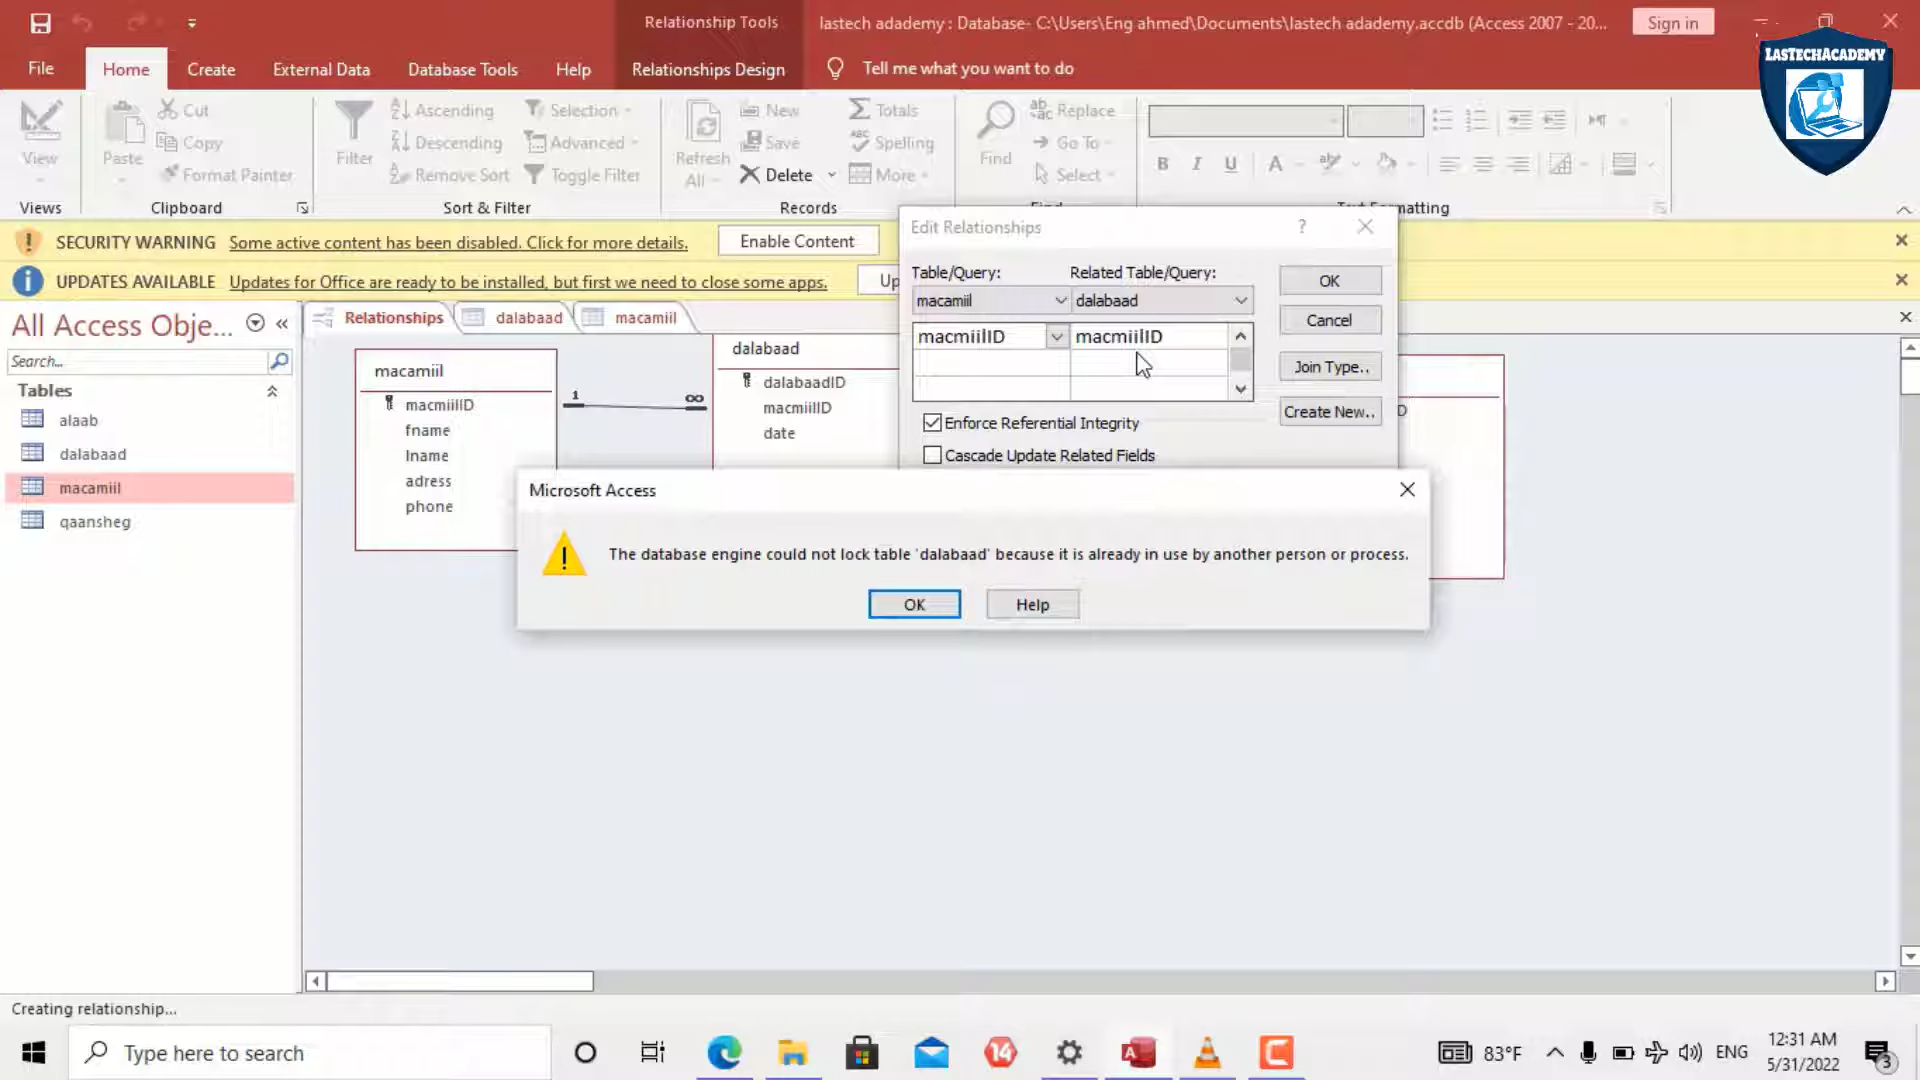 Relationship Tools
lastech adademy : Database- C:\Users\Eng ahmed\Documents\lastech adademy.accdb (Access 2007 - 20...
Sign in
File
Home
Create
External Data
Database Tools
Help
Relationships Design
Tell me what you want to do
LASTECHACADEMY
View
Paste
Cut
Copy
Format Painter
Filter
Ascending
Descending
Remove Sort
Selection
Advanced
Toggle Filter
Refresh
All
New
Save
Delete
Totals
Spelling
More
Find
Replace
Go To
Select
B I U A
Views
Clipboard
Sort & Filter
Records
SECURITY WARNING Some active content has been disabled. Click for more details.
Enable Content
UPDATES AVAILABLE Updates for Office are ready to be installed, but first we need to close some apps.
Up
All Access Obje...
Search...
Tables
alaab
dalabaad
macamiil
qaansheg
Relationships
dalabaad
macamiil
macamiil
macmiilID
fname
lname
adress
phone
1
∞
dalabaad
dalabaadID
macmiilID
date
Edit Relationships
?
Table/Query:
Related Table/Query:
macamiil
dalabaad
macmiilID
macmiilID
Enforce Referential Integrity
Cascade Update Related Fields
OK
Cancel
Join Type..
Create New..
D
Microsoft Access
The database engine could not lock table 'dalabaad' because it is already in use by another person or process.
OK
Help
Creating relationship...
Type here to search
14
83°F
ENG
12:31 AM
5/31/2022
3